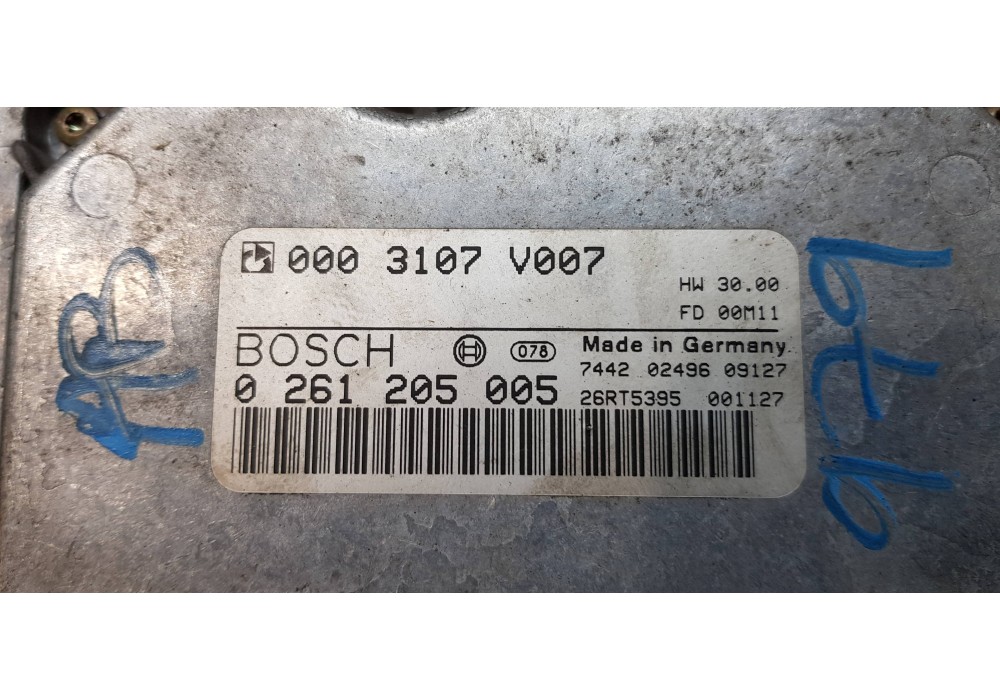 000 3107 V007
HW 30.00
FD 00M11
BOSCH
078
Made in Germany
7442 02496 09127
0 261 205 005
26RT5395 001127